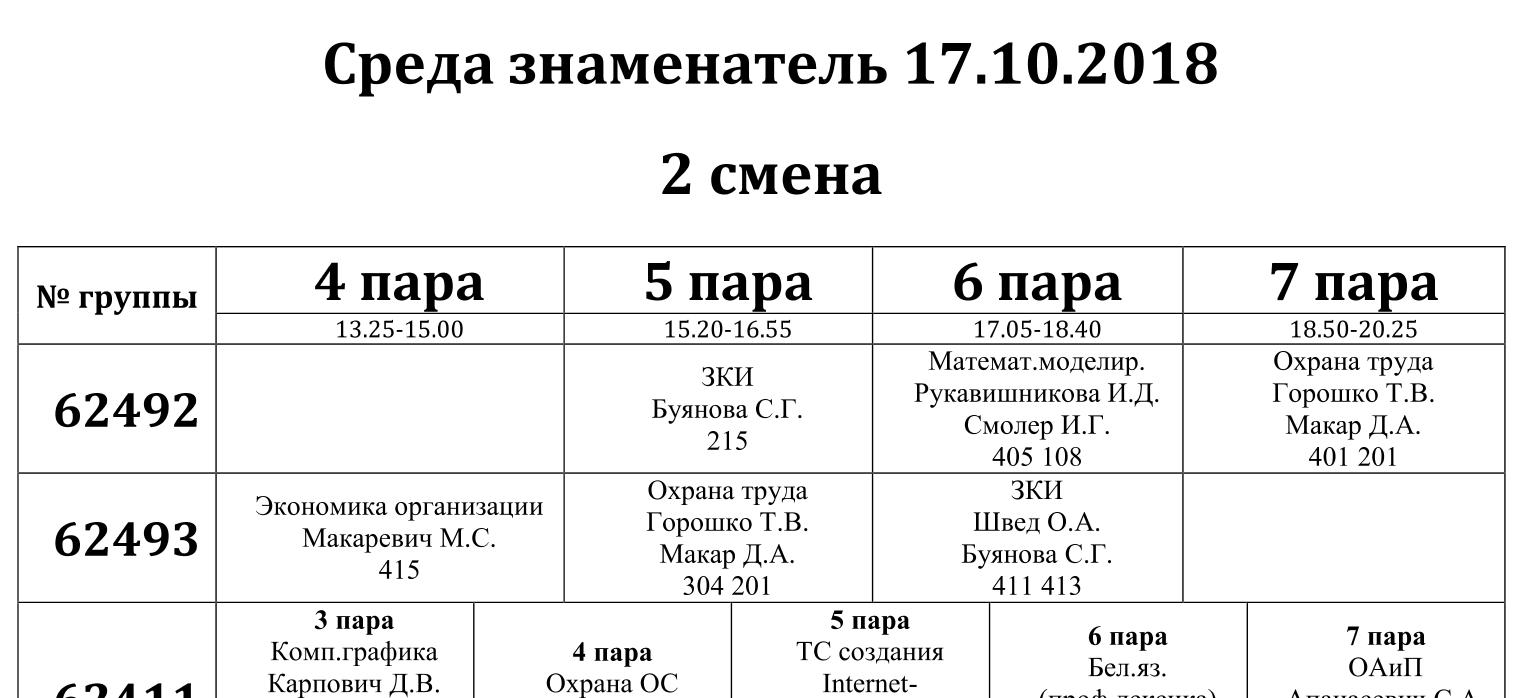 Среда знаменатель 17.10.2018
2 смена
№ группы
4 пара
5 пара
6 пара
7 пара
13.25-15.00
15.20-16.55
17.05-18.40
18.50-20.25
62492
ЗКИ
Буянова С.Г.
215
Математ.моделир.
Рукавишникова И.Д.
Смолер И.Г.
405 108
Охрана труда
Горошко Т.В.
Макар Д.А.
401 201
62493
Экономика организации
Макаревич М.С.
415
Охрана труда
Горошко Т.В.
Макар Д.А.
304 201
ЗКИ
Швед О.А.
Буянова С.Г.
411 413
62411
3 пара
Комп.графика
Карпович Д.В.
4 пара
Охрана ОС
5 пара
ТС создания
Internet-
6 пара
Бел.яз.
(проф.лексика)
7 пара
ОАиП
Апанасевич С.А.